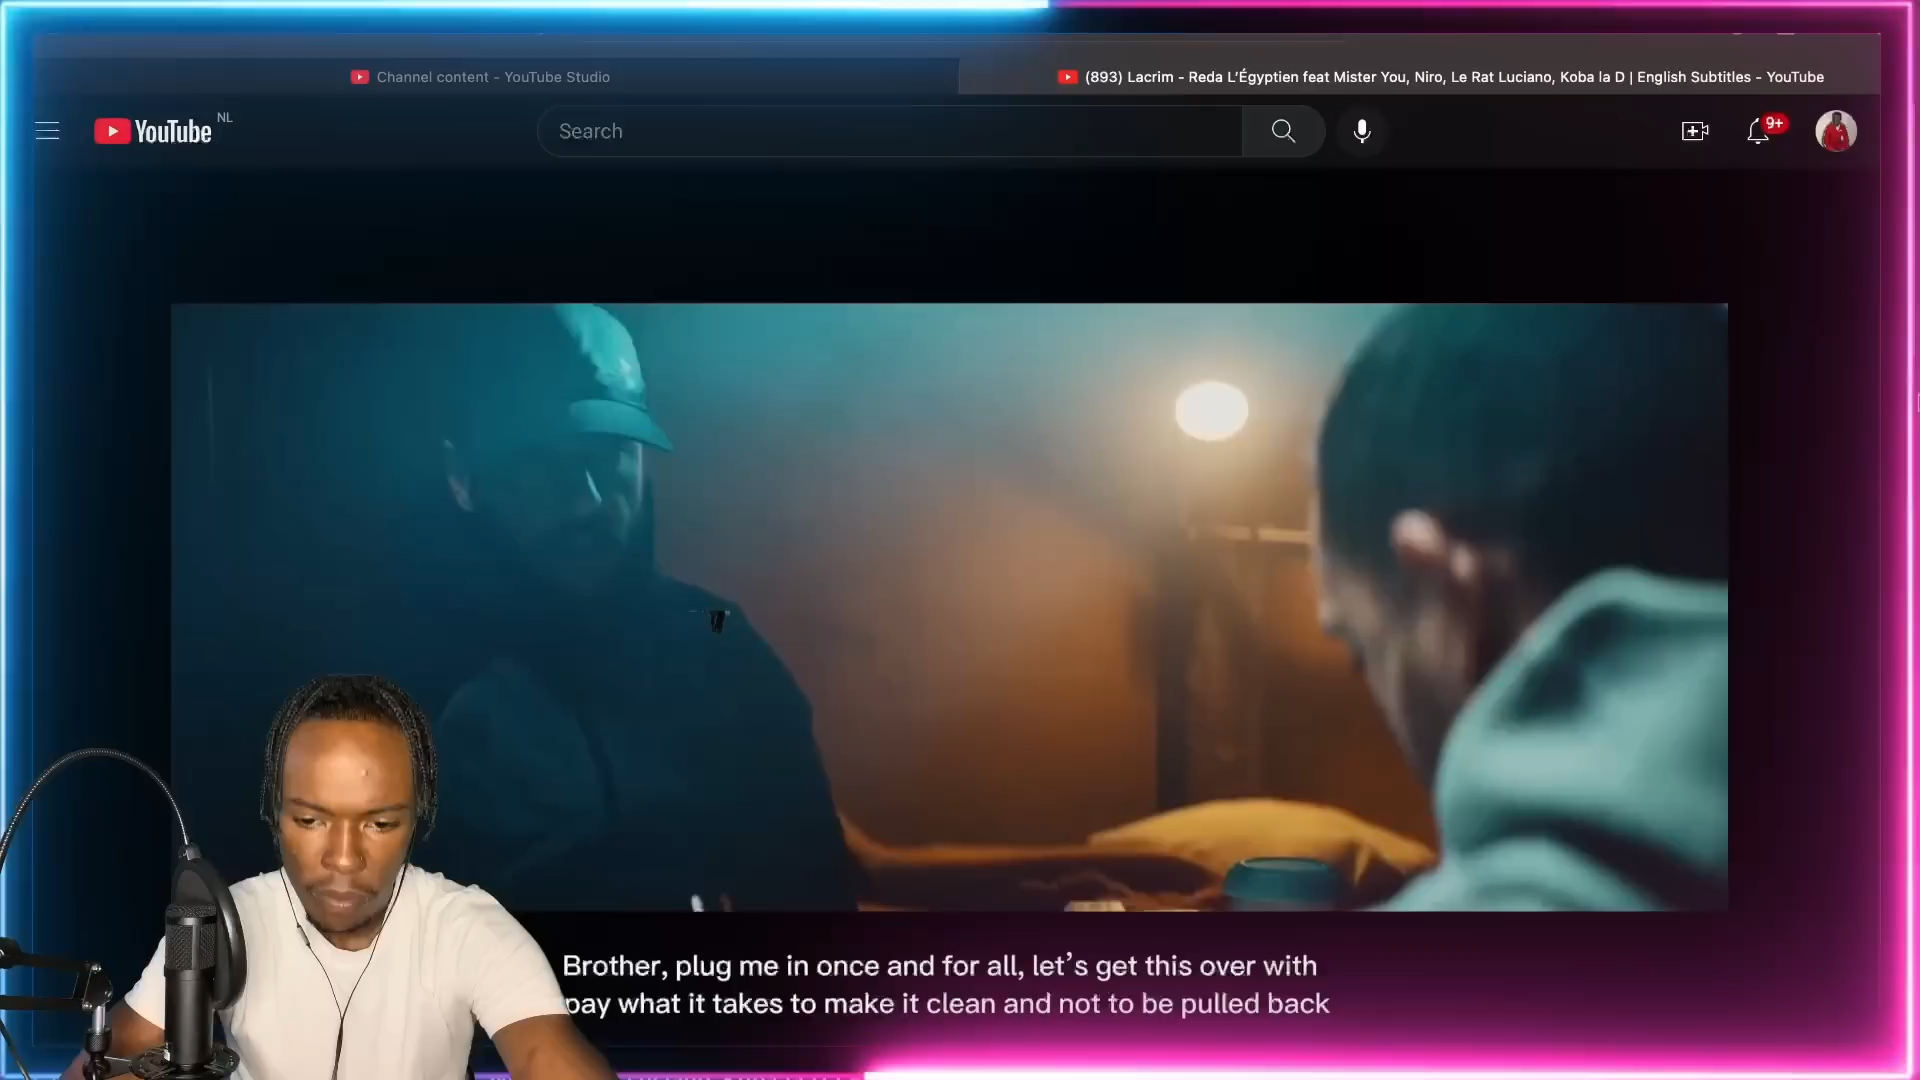 Channel content - YouTube Studio
(893) Lacrim - Reda L'Égyptien feat Mister You, Niro, Le Rat Luciano, Koba la D | English Subtitles - YouTube
YouTube NL
Search
9+
Brother, plug me in once and for all, let's get this over with
pay what it takes to make it clean and not to be pulled back